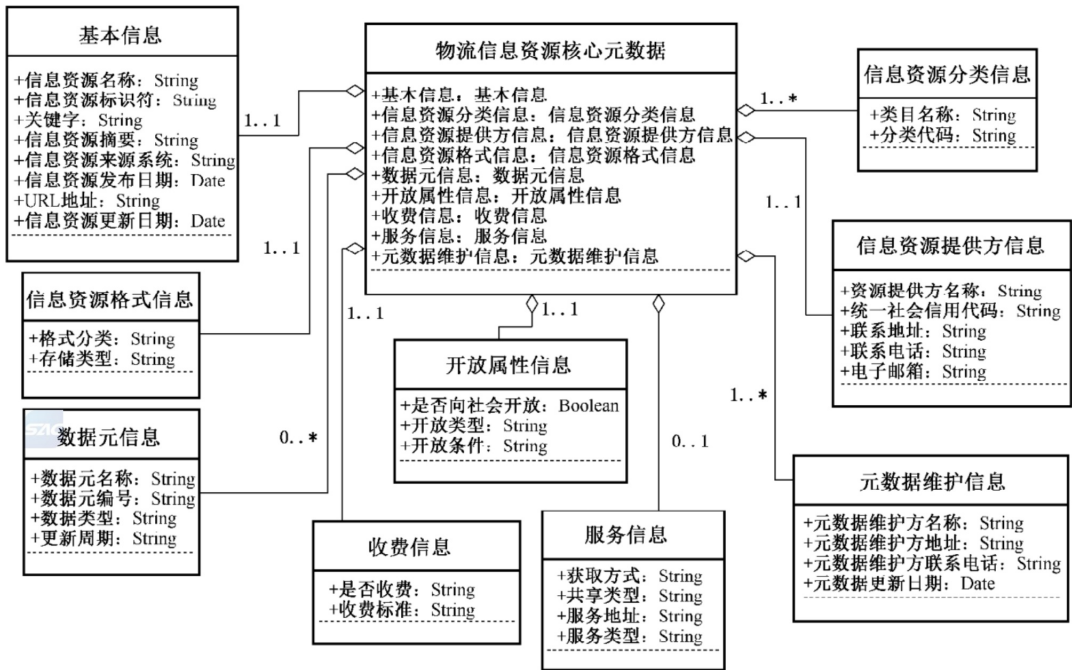 基本信息
+信息资源名称：String
+信息资源标识符：String
+关键字：String
+信息资源摘要：String
+信息资源来源系统：String
+信息资源发布日期：Date
+URL地址：String
+信息资源更新日期：Date
物流信息资源核心元数据
+基本信息：基本信息
+信息资源分类信息：信息资源分类信息
+信息资源提供方信息：信息资源提供方信息
+信息资源格式信息：信息资源格式信息
+数据元信息：数据元信息
+开放属性信息：开放属性信息
+收费信息：收费信息
+服务信息：服务信息
+元数据维护信息：元数据维护信息
信息资源分类信息
+类目名称：String
+分类代码：String
1..1
1..*
1..1
1..1
信息资源提供方信息
+资源提供方名称：String
+统一社会信用代码：String
+联系地址：String
+联系电话：String
+电子邮箱：String
信息资源格式信息
+格式分类：String
+存储类型：String
1..1
1..1
开放属性信息
+是否向社会开放：Boolean
+开放类型：String
+开放条件：String
1..*
0..*
0..1
SAC
数据元信息
+数据元名称：String
+数据元编号：String
+数据类型：String
+更新周期：String
元数据维护信息
+元数据维护方名称：String
+元数据维护方地址：String
+元数据维护方联系电话：String
+元数据更新日期：Date
收费信息
+是否收费：String
+收费标准：String
服务信息
+获取方式：String
+共享类型：String
+服务地址：String
+服务类型：String